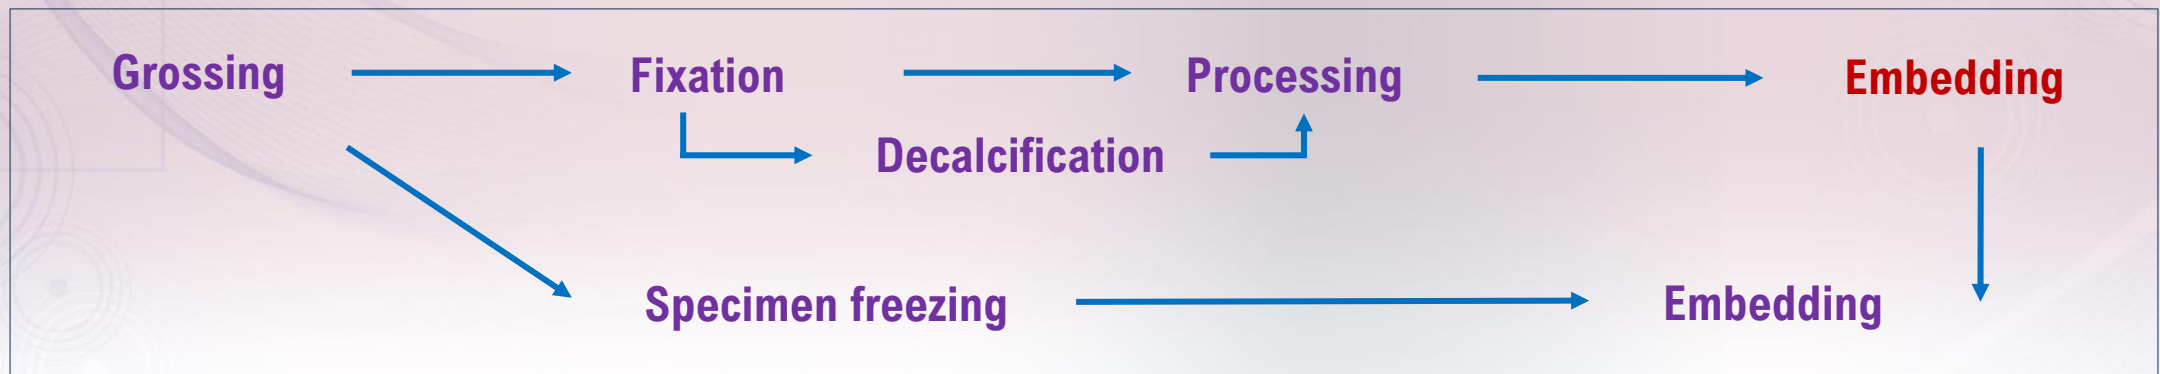 Grossing Fixation Processing Embedding
Decalcification
Specimen freezing Embedding